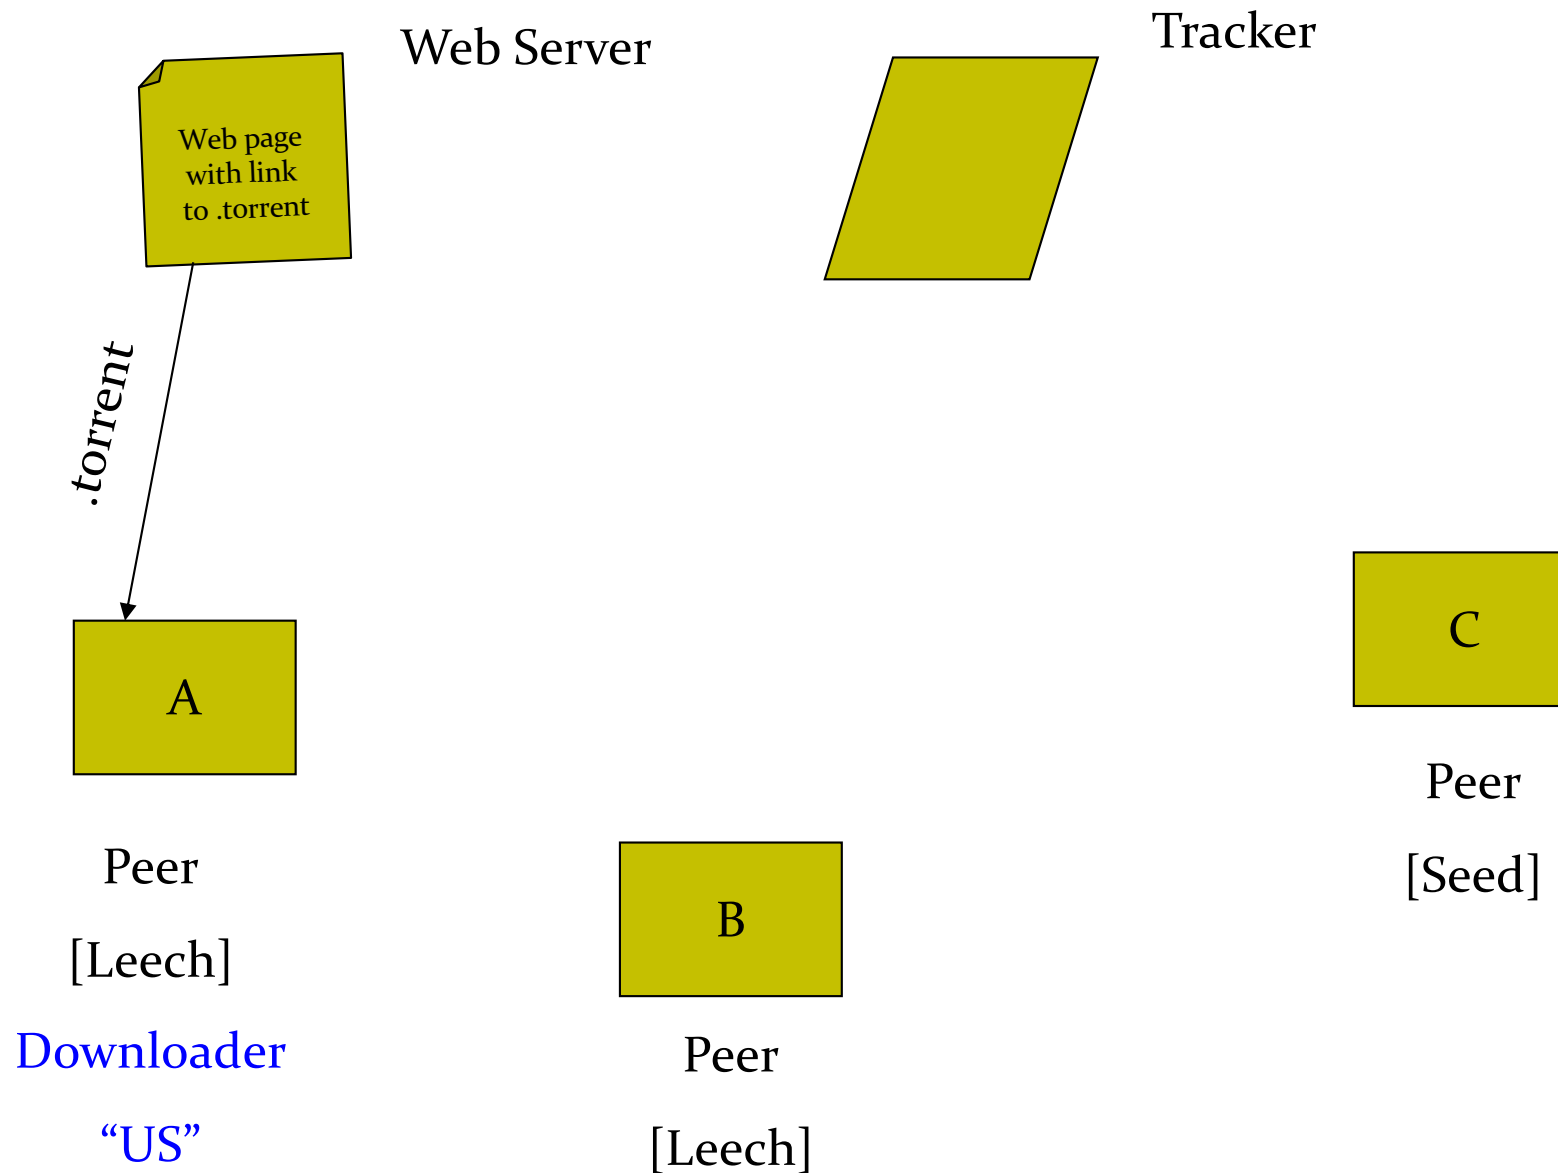 Web Server
Tracker
Web page
with link
to .torrent
.torrent
A
C
Peer
[Seed]
Peer
[Leech]
Downloader
“US”
B
Peer
[Leech]